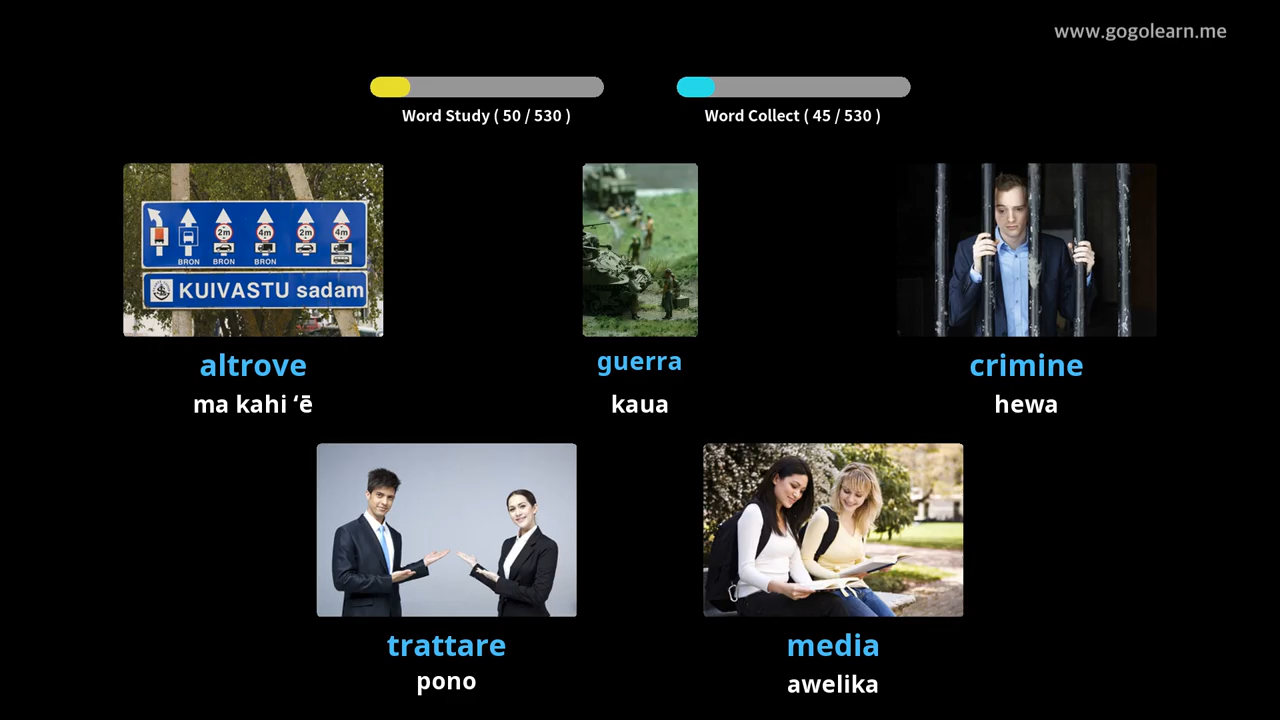 www.gogolearn.me
Word Study ( 50 / 530 )
Word Collect ( 45 / 530 )
2m
4m
2m
4m
BRON
BRON
BRON
KUIVASTU sadam
altrove
ma kahi ʻē
guerra
kaua
crimine
hewa
trattare
pono
media
awelika